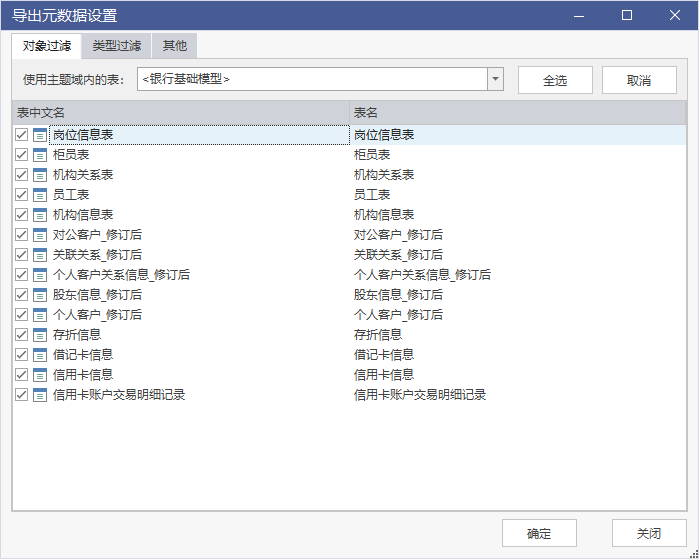 导出元数据设置
对象过滤 类型过滤 其他
使用主题域内的表: <银行基础模型> 全选 取消
表中文名 表名
岗位信息表 岗位信息表
柜员表 柜员表
机构关系表 机构关系表
员工表 员工表
机构信息表 机构信息表
对公客户_修订后 对公客户_修订后
关联关系_修订后 关联关系_修订后
个人客户关系信息_修订后 个人客户关系信息_修订后
股东信息_修订后 股东信息_修订后
个人客户_修订后 个人客户_修订后
存折信息 存折信息
借记卡信息 借记卡信息
信用卡信息 信用卡信息
信用卡账户交易明细记录 信用卡账户交易明细记录
确定 关闭